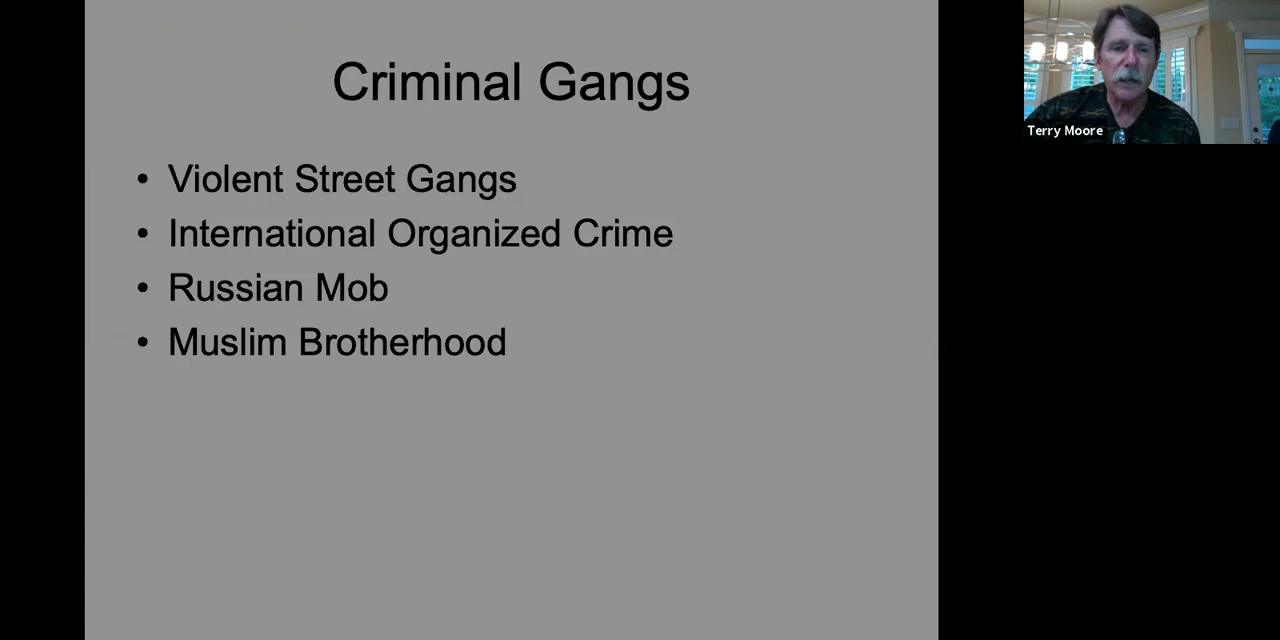 Criminal Gangs
• Violent Street Gangs
• International Organized Crime
• Russian Mob
• Muslim Brotherhood
Terry Moore